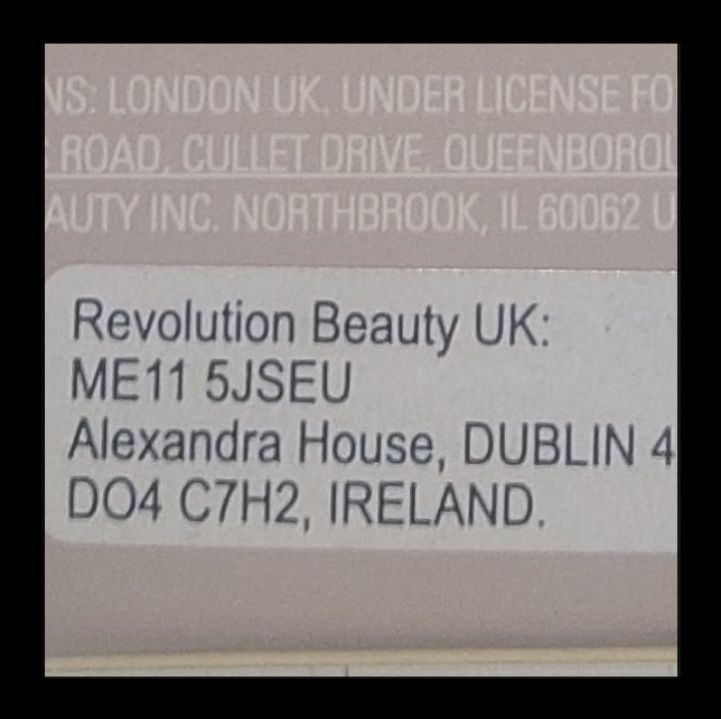 NS: LONDON UK. UNDER LICENSE FO
ROAD, CULLET DRIVE, QUEENBOROU
AUTY INC. NORTHBROOK, IL 60062 U
Revolution Beauty UK:
ME11 5JSEU
Alexandra House, DUBLIN 4
DO4 C7H2, IRELAND.